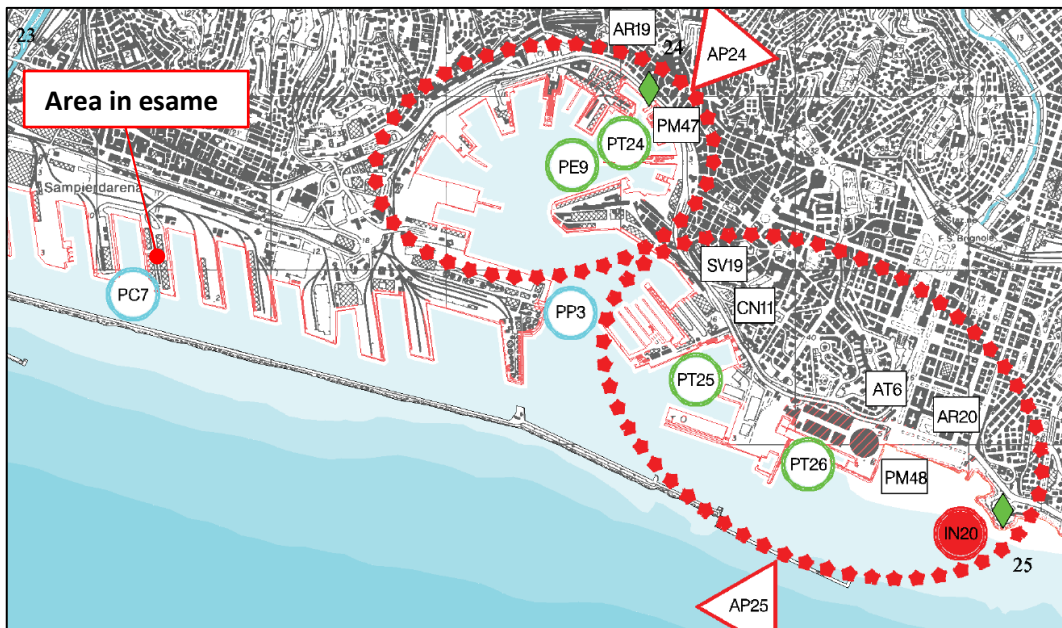 23
AR19
24
AP24
Area in esame
PM47
PT24
PE9
Sampierdarena
F.S. Brignole
SV19
PC7
CN11
PP3
PT25
AT6
AR20
PT26
PM48
IN20
25
AP25